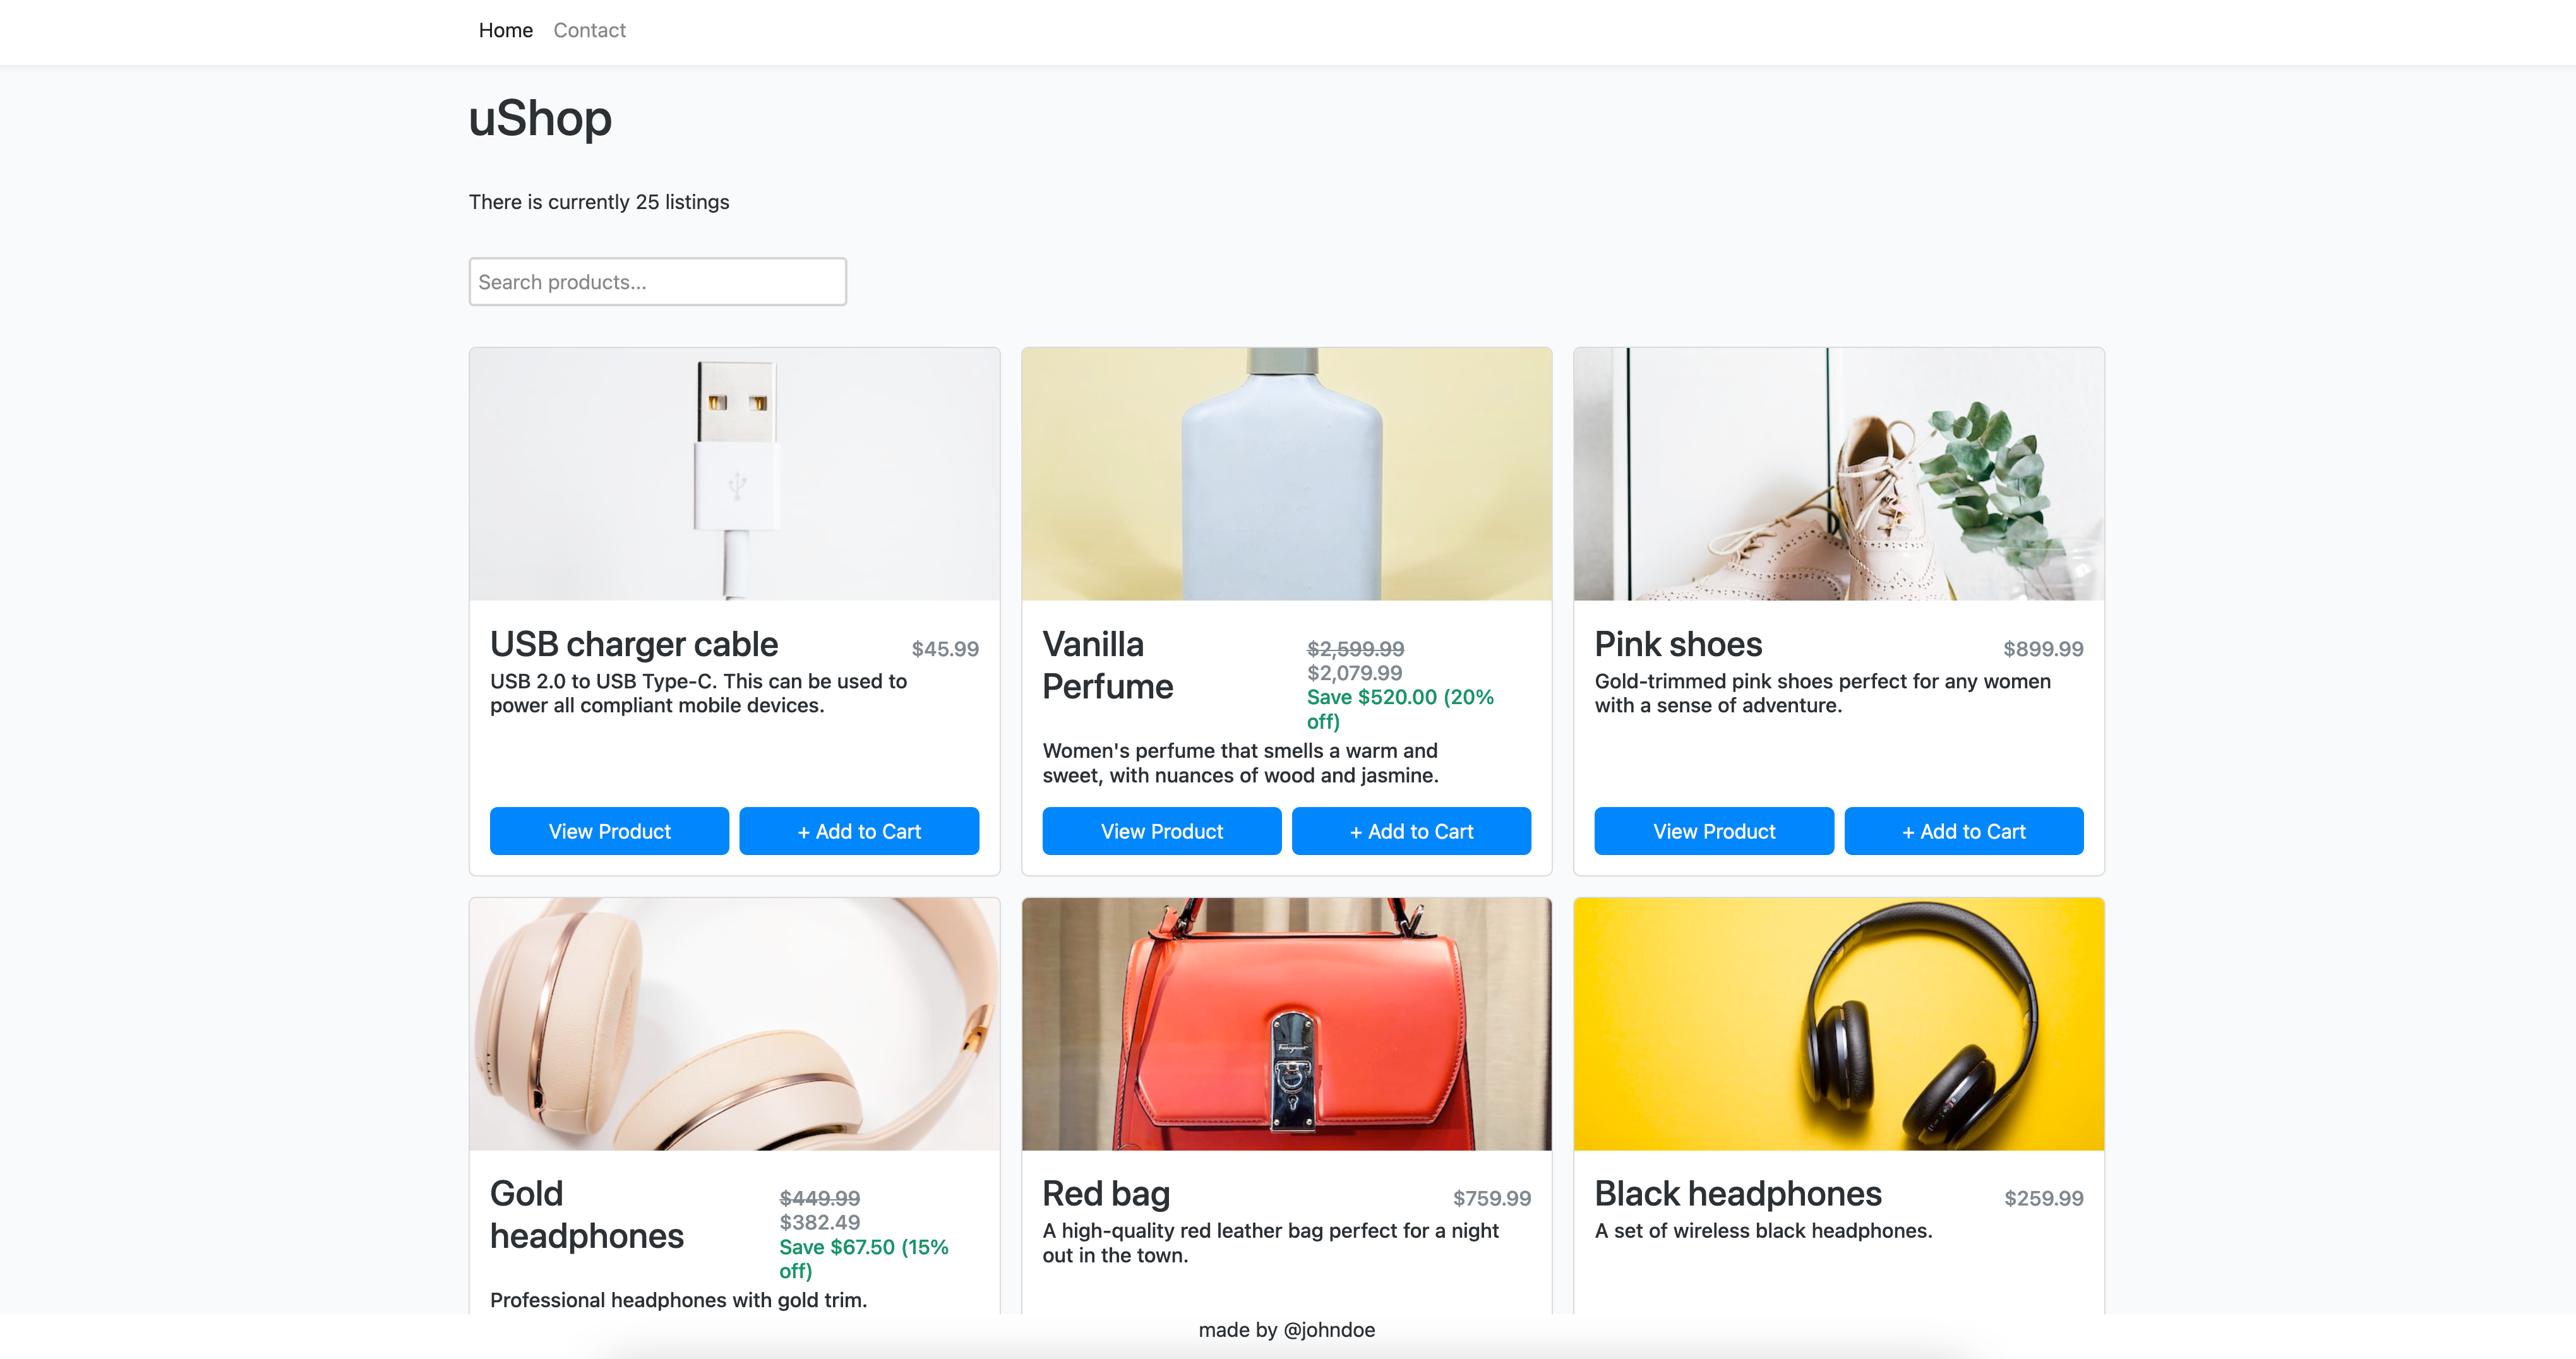 Home Contact
uShop
There is currently 25 listings
Search products...
USB charger cable $45.99
USB 2.0 to USB Type-C. This can be used to
power all compliant mobile devices.
View Product + Add to Cart
Vanilla
Perfume
$2,599.99
$2,079.99
Save $520.00 (20%
off)
Women's perfume that smells a warm and
sweet, with nuances of wood and jasmine.
View Product + Add to Cart
Pink shoes $899.99
Gold-trimmed pink shoes perfect for any women
with a sense of adventure.
View Product + Add to Cart
Gold
headphones
$449.99
$382.49
Save $67.50 (15%
off)
Professional headphones with gold trim.
Red bag $759.99
A high-quality red leather bag perfect for a night
out in the town.
Black headphones $259.99
A set of wireless black headphones.
made by @johndoe